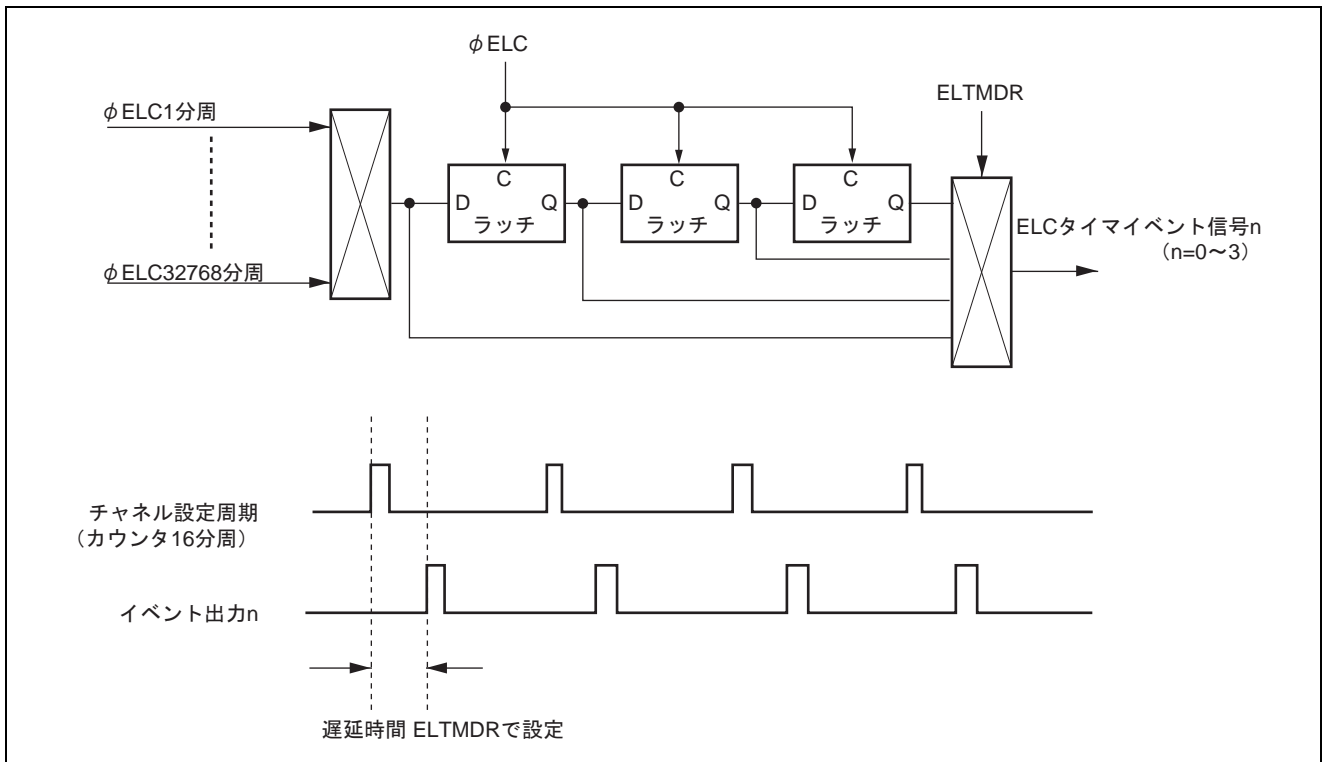 φELC
φELC1分周
ELTMDR
C
D Q
ラッチ
C
D Q
ラッチ
C
D Q
ラッチ
φELC32768分周
ELCタイマイベント信号n
（n=0～3）
チャネル設定周期
（カウンタ16分周）
イベント出力n
遅延時間 ELTMDRで設定